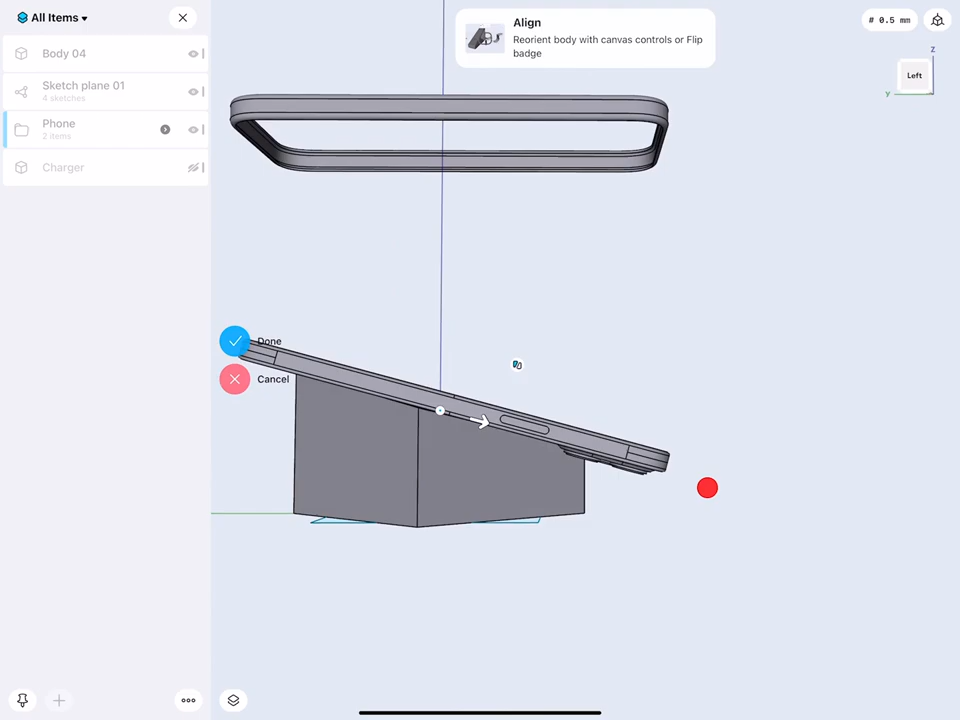 All Items
Align
Reorient body with canvas controls or Flip
badge
# 0.5 mm
Body 04
Z
Left
y
Sketch plane 01
4 sketches
Phone
2 items
Charger
Done
Cancel